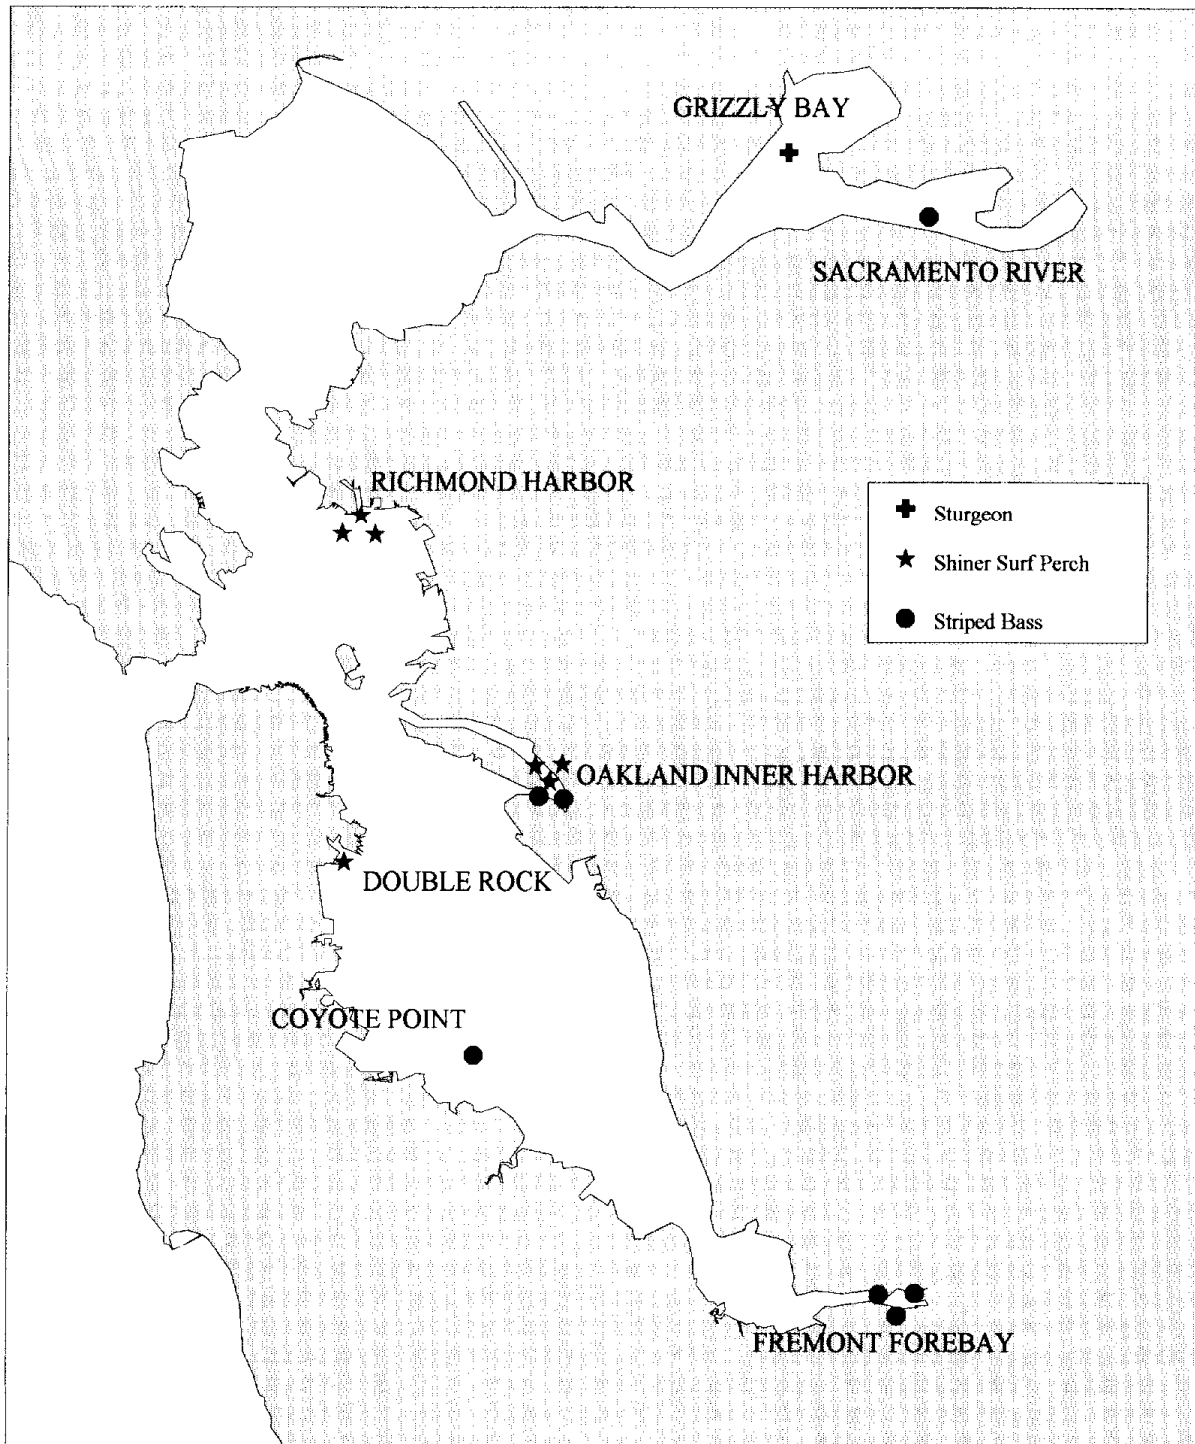 GRIZZLY BAY
SACRAMENTO RIVER
RICHMOND HARBOR
Sturgeon
Shiner Surf Perch
Striped Bass
OAKLAND INNER HARBOR
DOUBLE ROCK
COYOTE POINT
FREMONT FOREBAY